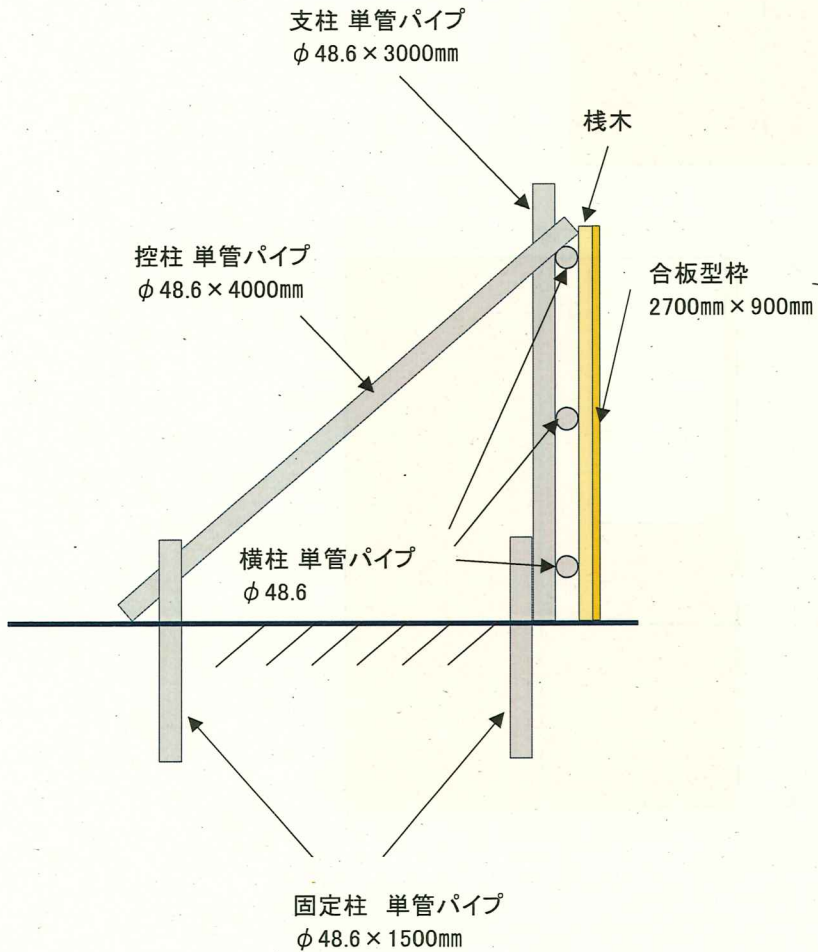 支柱 単管パイプ
φ48.6×3000mm
桟木
控柱 単管パイプ
φ48.6×4000mm
合板型枠
2700mm×900mm
横柱 単管パイプ
φ48.6
固定柱 単管パイプ
φ48.6×1500mm